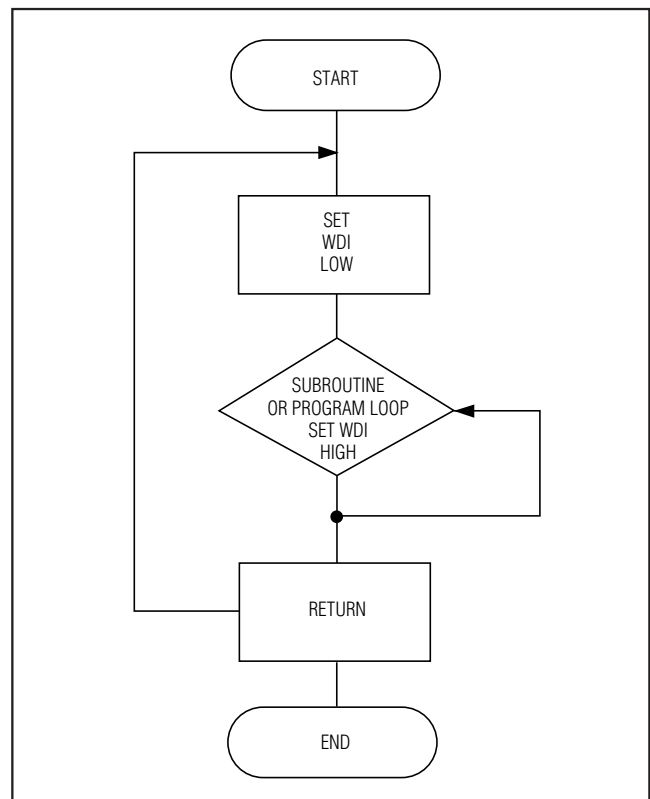 START
SET
WDI
LOW
SUBROUTINE
OR PROGRAM LOOP
SET WDI
HIGH
RETURN
END